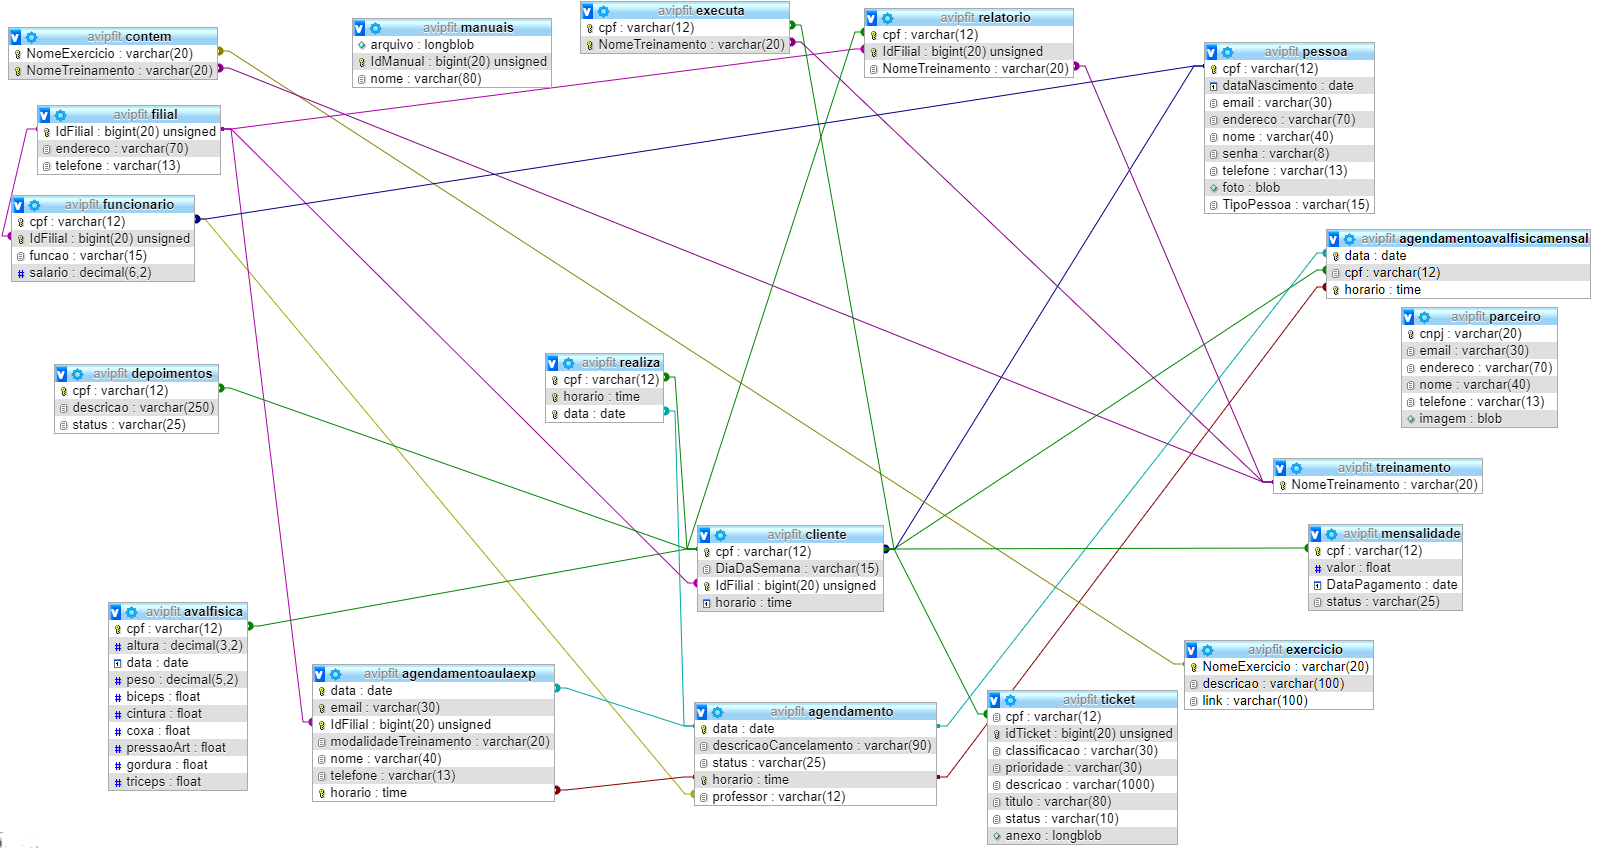 avipfit contem
NomeExercicio : varchar(20)
NomeTreinamento : varchar(20)
avipfit manuais
arquivo : longblob
IdManual : bigint(20) unsigned
nome : varchar(80)
avipfit executa
cpf : varchar(12)
NomeTreinamento : varchar(20)
avipfit relatorio
cpf : varchar(12)
IdFilial : bigint(20) unsigned
NomeTreinamento : varchar(20)
avipfit pessoa
cpf : varchar(12)
dataNascimento : date
email : varchar(30)
endereco : varchar(70)
nome : varchar(40)
senha : varchar(8)
telefone : varchar(13)
foto : blob
TipoPessoa : varchar(15)
avipfit filial
IdFilial : bigint(20) unsigned
endereco : varchar(70)
telefone : varchar(13)
avipfit funcionario
cpf : varchar(12)
IdFilial : bigint(20) unsigned
funcao : varchar(15)
salario : decimal(6,2)
avipfit agendamentoavalfisicamensal
data : date
cpf : varchar(12)
horario : time
avipfit parceiro
cnpj : varchar(20)
email : varchar(30)
endereco : varchar(70)
nome : varchar(40)
telefone : varchar(13)
imagem : blob
avipfit depoimentos
cpf : varchar(12)
descricao : varchar(250)
status : varchar(25)
avipfit realiza
cpf : varchar(12)
horario : time
data : date
avipfit treinamento
NomeTreinamento : varchar(20)
avipfit cliente
cpf : varchar(12)
DiaDaSemana : varchar(15)
IdFilial : bigint(20) unsigned
horario : time
avipfit mensalidade
cpf : varchar(12)
valor : float
DataPagamento : date
status : varchar(25)
avipfit avalfisica
cpf : varchar(12)
altura : decimal(3,2)
data : date
peso : decimal(5,2)
biceps : float
cintura : float
coxa : float
pressaoArt : float
gordura : float
triceps : float
avipfit agendamentoaulaexp
data : date
email : varchar(30)
IdFilial : bigint(20) unsigned
modalidadeTreinamento : varchar(20)
nome : varchar(40)
telefone : varchar(13)
horario : time
avipfit agendamento
data : date
descricaoCancelamento : varchar(90)
status : varchar(25)
horario : time
professor : varchar(12)
avipfit ticket
cpf : varchar(12)
idTicket : bigint(20) unsigned
classificacao : varchar(30)
prioridade : varchar(30)
descricao : varchar(1000)
titulo : varchar(80)
status : varchar(10)
anexo : longblob
avipfit exercicio
NomeExercicio : varchar(20)
descricao : varchar(100)
link : varchar(100)